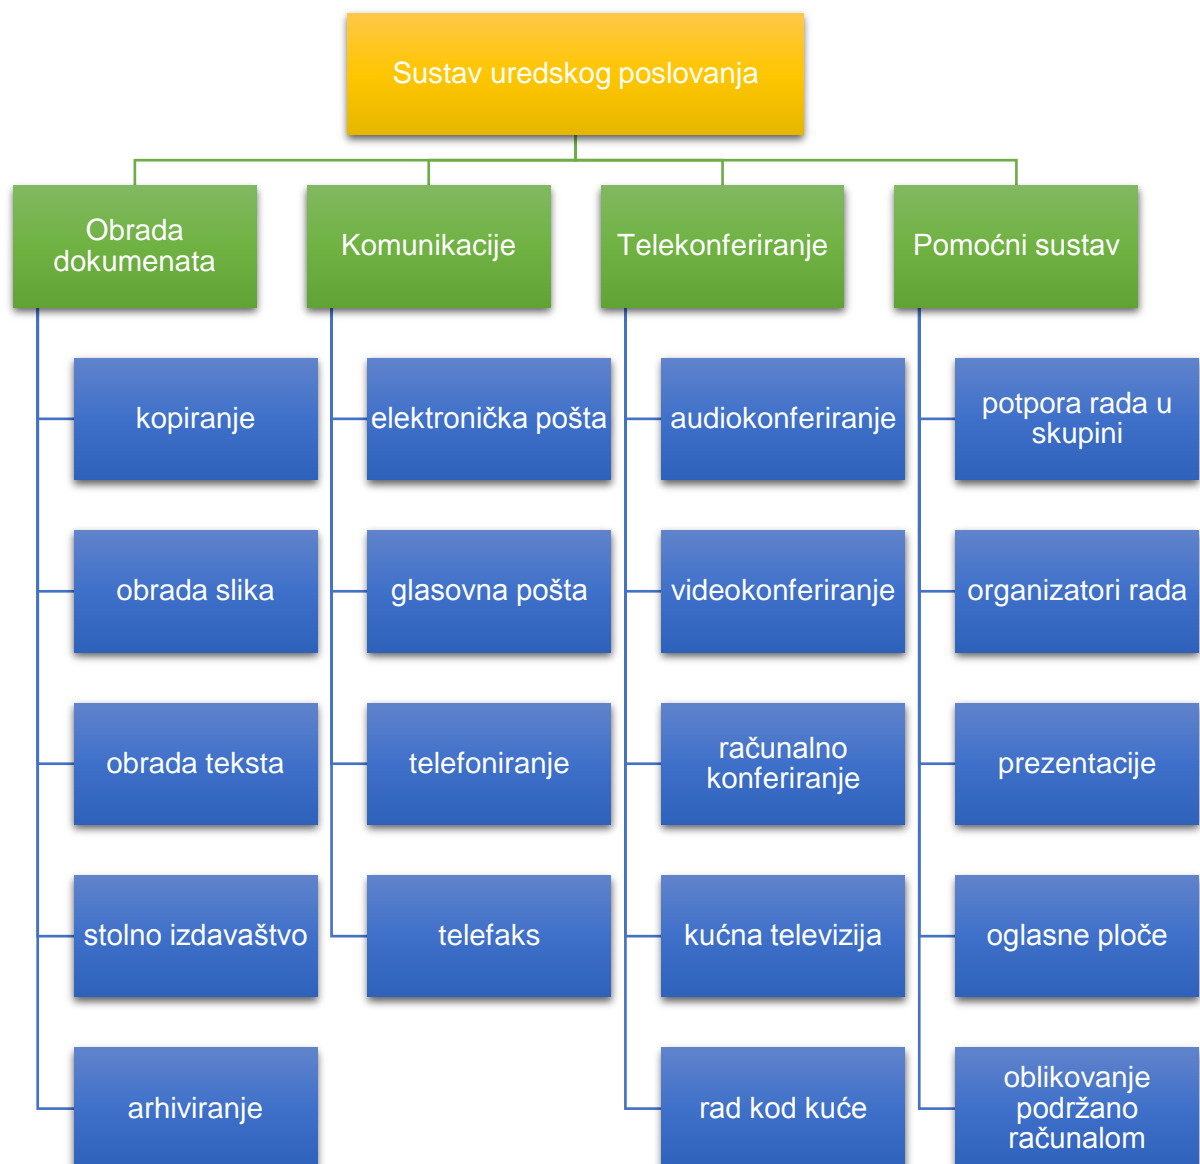 Sustav uredskog poslovanja
Obrada
dokumenata
Komunikacije
Telekonferiranje
Pomoćni sustav
kopiranje
elektronička pošta
audiokonferiranje
potpora rada u
skupini
obrada slika
glasovna pošta
videokonferiranje
organizatori rada
obrada teksta
telefoniranje
računalno
konferiranje
prezentacije
stolno izdavaštvo
telefaks
kućna televizija
oglasne ploče
arhiviranje
rad kod kuće
oblikovanje
podržano
računalom